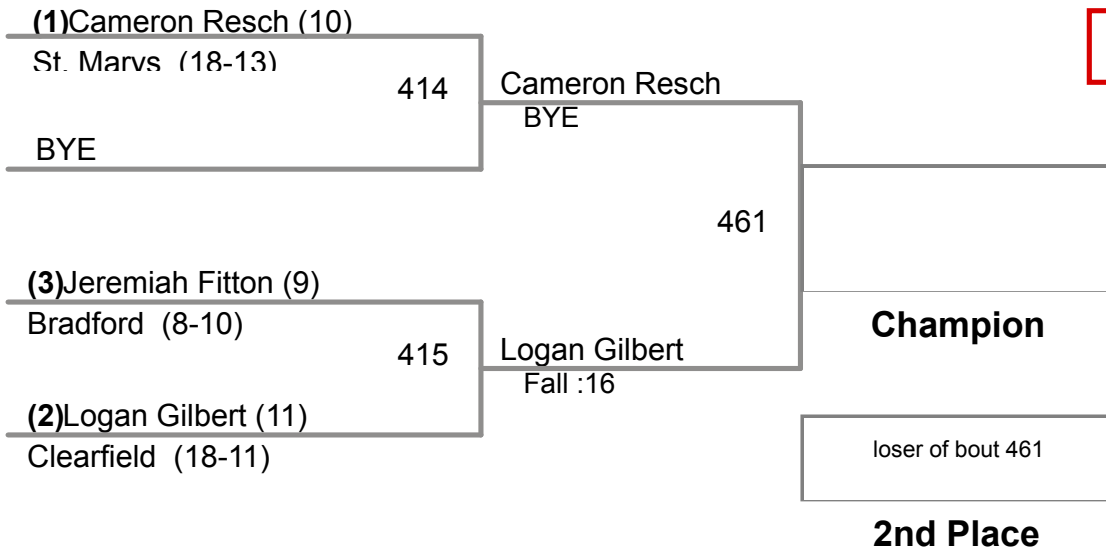 (1)Cameron Resch (10)
St. Marys (18-13)
414
Cameron Resch
BYE
BYE
461
(3)Jeremiah Fitton (9)
Bradford (8-10)
415
Logan Gilbert
Fall :16
(2)Logan Gilbert (11)
Clearfield (18-11)
Champion
loser of bout 461
2nd Place